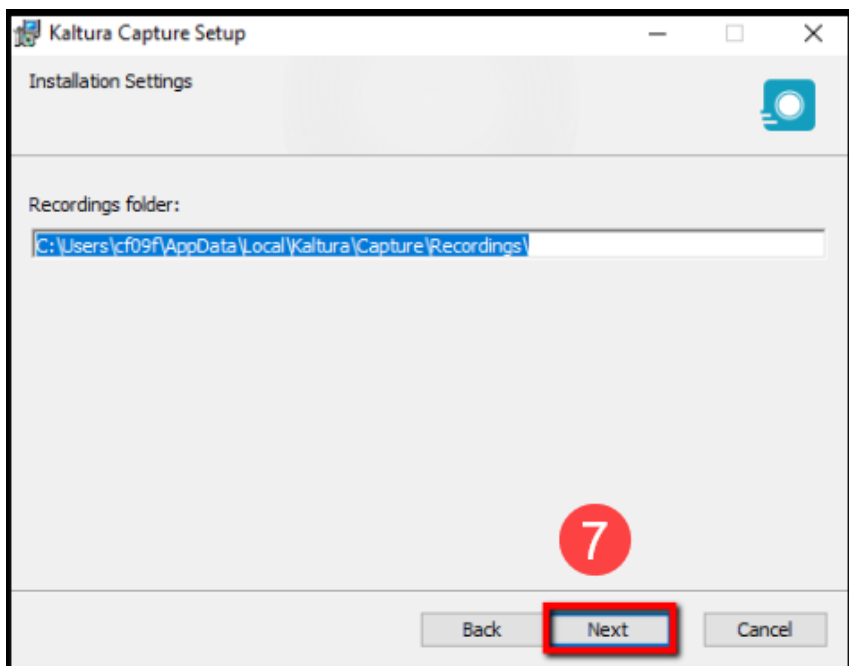 Kaltura Capture Setup
Installation Settings
Recordings folder:
C:\Users\cf09f\AppData\Local\Kaltura\Capture\Recordings\
7
Back Next Cancel